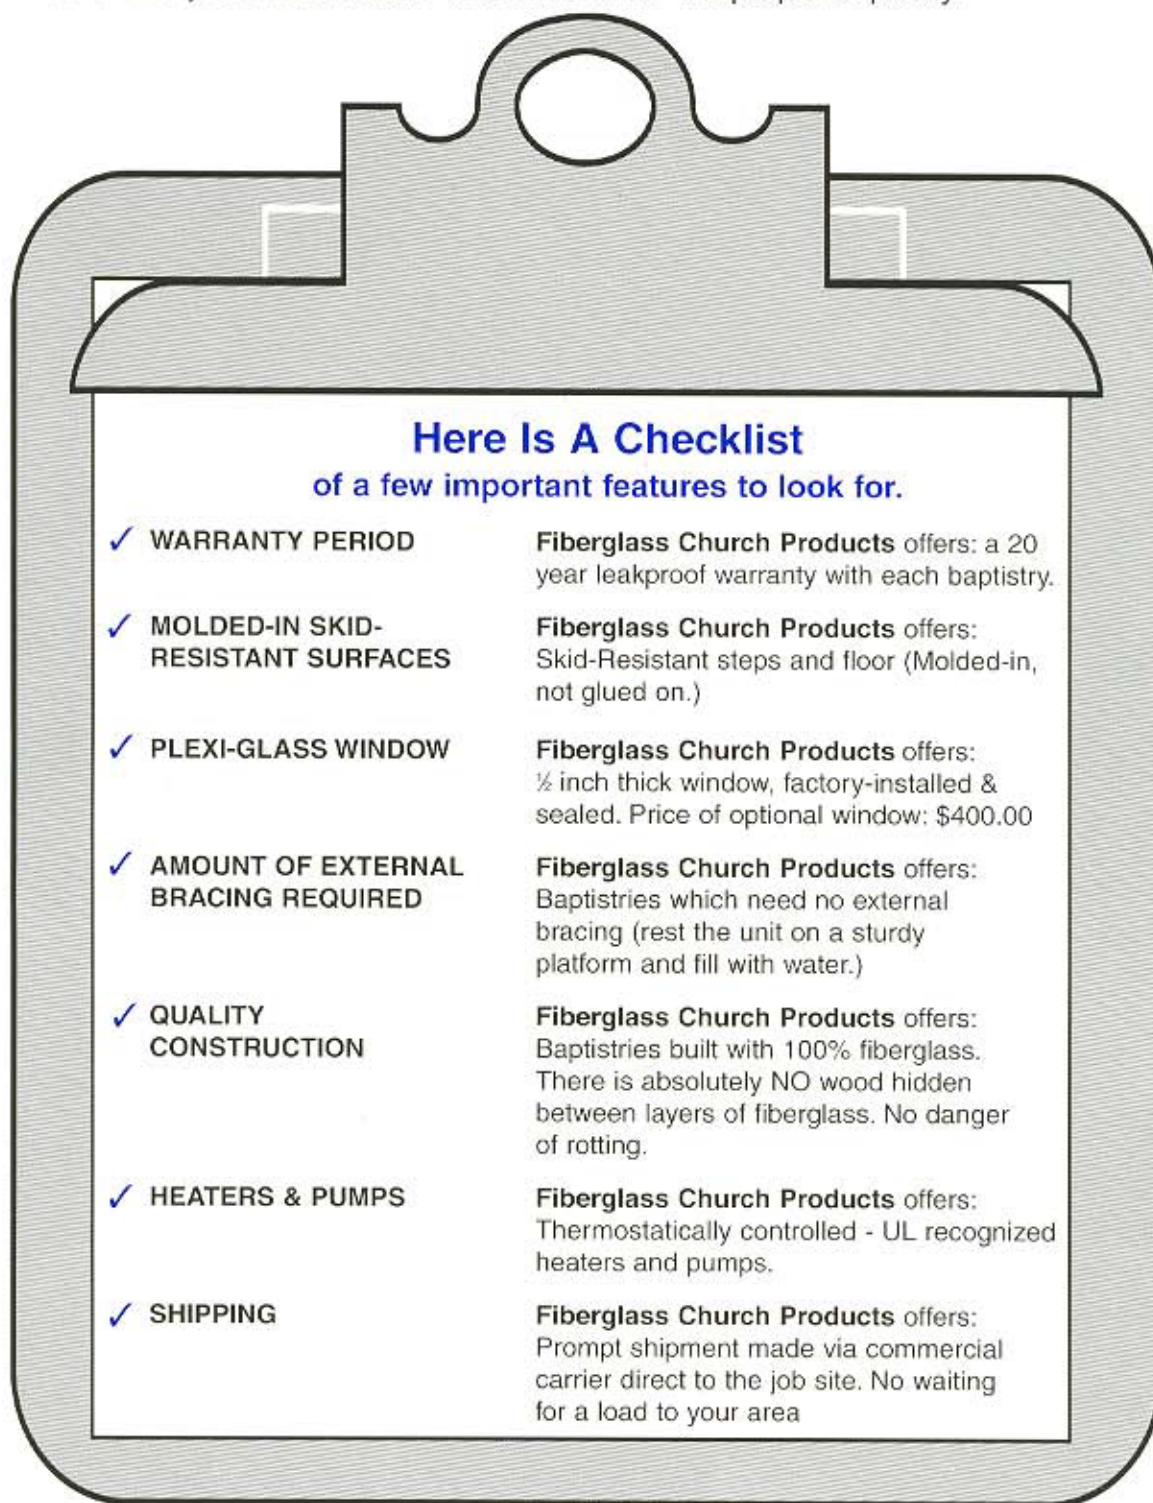 Here Is A Checklist
of a few important features to look for.
✓ WARRANTY PERIOD
Fiberglass Church Products offers: a 20
year leakproof warranty with each baptistry.
✓ MOLDED-IN SKID-
RESISTANT SURFACES
Fiberglass Church Products offers:
Skid-Resistant steps and floor (Molded-in,
not glued on.)
✓ PLEXI-GLASS WINDOW
Fiberglass Church Products offers:
½ inch thick window, factory-installed &
sealed. Price of optional window: $400.00
✓ AMOUNT OF EXTERNAL
BRACING REQUIRED
Fiberglass Church Products offers:
Baptistries which need no external
bracing (rest the unit on a sturdy
platform and fill with water.)
✓ QUALITY
CONSTRUCTION
Fiberglass Church Products offers:
Baptistries built with 100% fiberglass.
There is absolutely NO wood hidden
between layers of fiberglass. No danger
of rotting.
✓ HEATERS & PUMPS
Fiberglass Church Products offers:
Thermostatically controlled - UL recognized
heaters and pumps.
✓ SHIPPING
Fiberglass Church Products offers:
Prompt shipment made via commercial
carrier direct to the job site. No waiting
for a load to your area